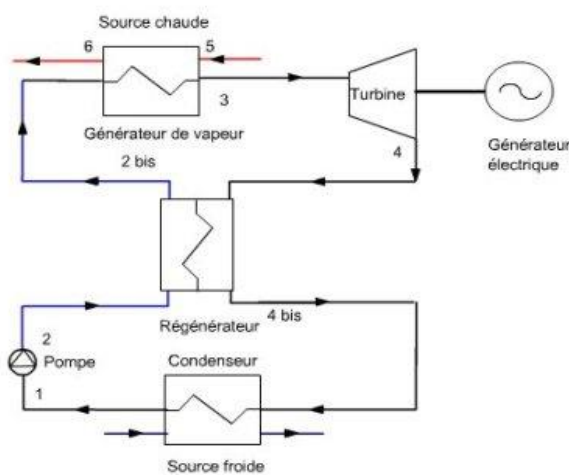 Source chaude
6
5
3
Turbine
Générateur de vapeur
4
Générateur
électrique
2 bis
Régénérateur
4 bis
2
Pompe
Condenseur
1
Source froide